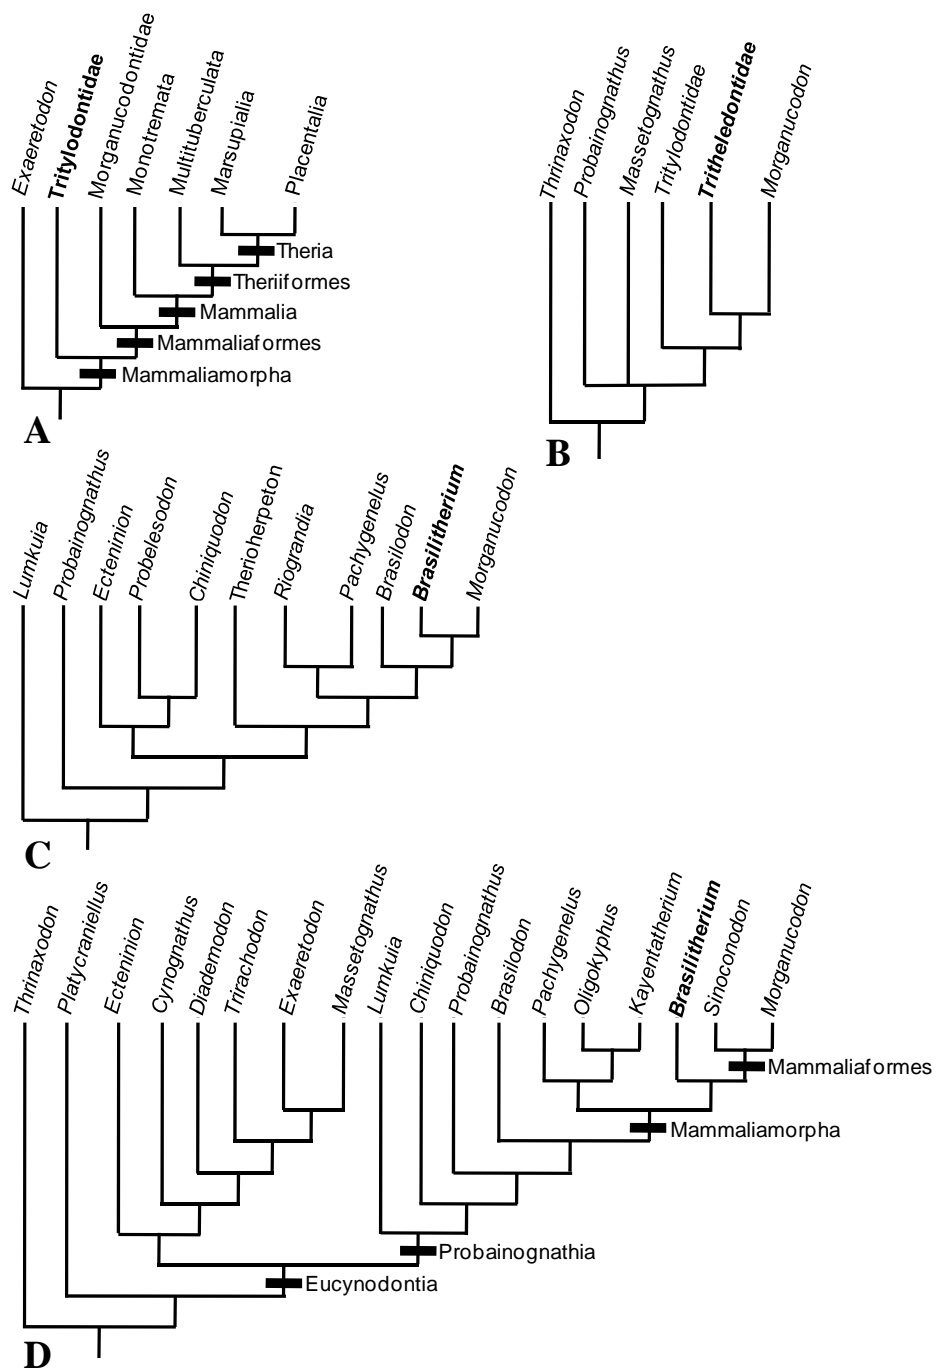 Exaeretodon
Tritylodontidae
Morganucodontidae
Monotremata
Multituberculata
Marsupialia
Placentalia
Theria
Theriiformes
Mammalia
Mammaliaformes
Mammaliamorpha
A
Thrinaxodon
Probainognathus
Massetognathus
Tritylodontidae
Tritheledontidae
Morganucodon
B
Lumkuia
Probainognathus
Ecteninion
Probelesodon
Chiniquodon
Therioherpeton
Riograndia
Pachygenelus
Brasilodon
Brasilitherium
Morganucodon
C
Thrinaxodon
Platycraniellus
Ecteninion
Cynognathus
Diademodon
Trirachodon
Exaeretodon
Massetognathus
Lumkuia
Chiniquodon
Probainognathus
Brasilodon
Pachygenelus
Oligokyphus
Kayentatherium
Brasilitherium
Sinoconodon
Morganucodon
Mammaliaformes
Mammaliamorpha
Probainognathia
Eucynodontia
D